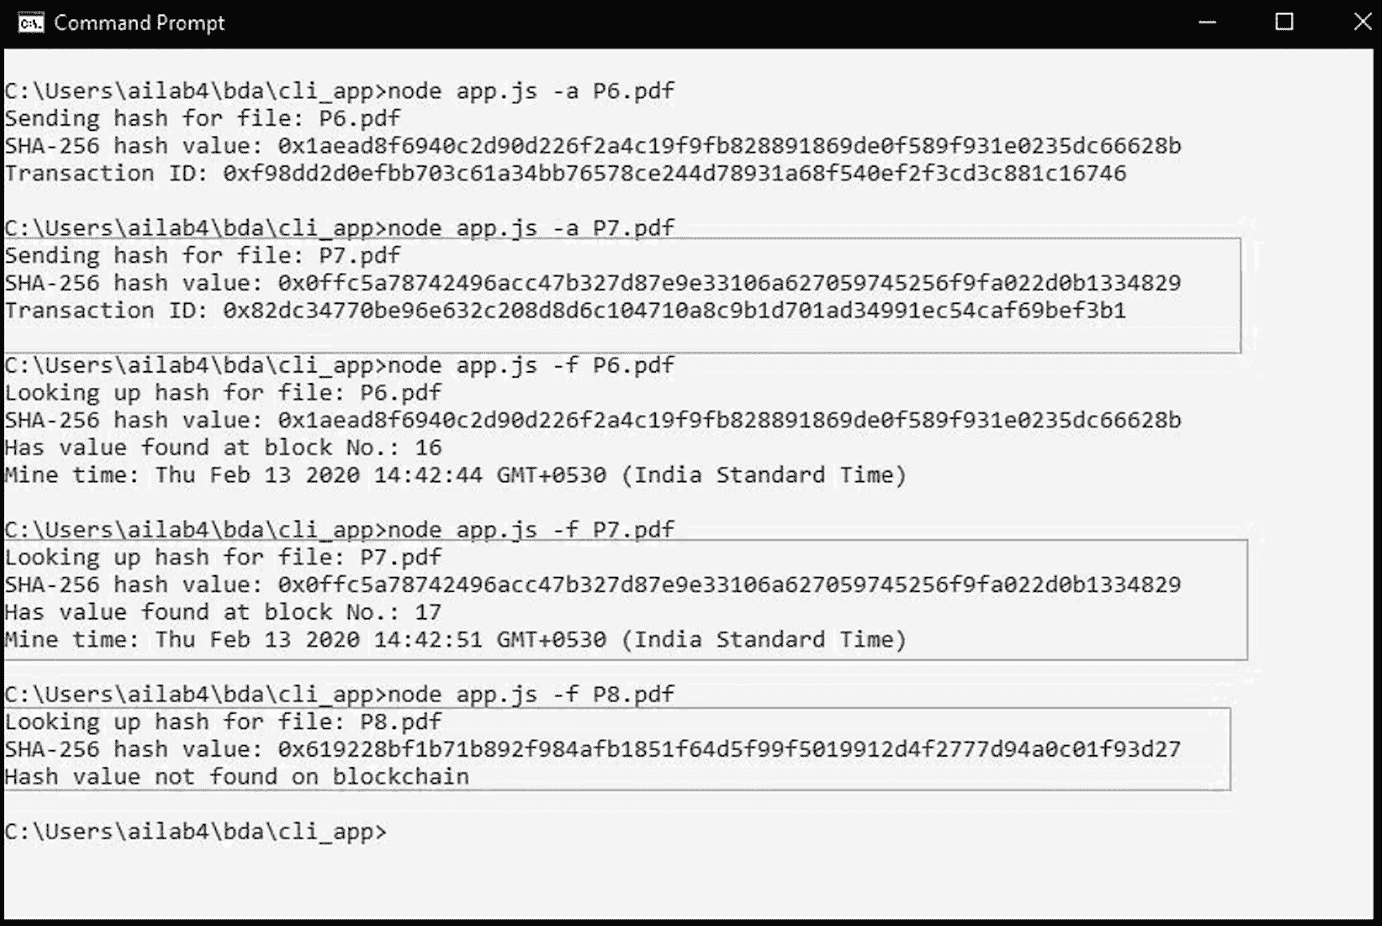 Command Prompt
C:\Users\ailab4\bda\cli_app>node app.js -a P6.pdf
Sending hash for file: P6.pdf
SHA-256 hash value: 0x1aead8f6940c2d90d226f2a4c19f9fb828891869de0f589f931e0235dc66628b
Transaction ID: 0xf98dd2d0efbb703c61a34bb76578ce244d78931a68f540ef2f3cd3c881c16746
C:\Users\ailab4\bda\cli_app>node app.js -a P7.pdf
Sending hash for file: P7.pdf
SHA-256 hash value: 0x0ffc5a78742496acc47b327d87e9e33106a627059745256f9fa022d0b1334829
Transaction ID: 0x82dc34770be96e632c208d8d6c104710a8c9b1d701ad34991ec54caf69bef3b1
C:\Users\ailab4\bda\cli_app>node app.js -f P6.pdf
Looking up hash for file: P6.pdf
SHA-256 hash value: 0x1aead8f6940c2d90d226f2a4c19f9fb828891869de0f589f931e0235dc66628b
Has value found at block No.: 16
Mine time: Thu Feb 13 2020 14:42:44 GMT+0530 (India Standard Time)
C:\Users\ailab4\bda\cli_app>node app.js -f P7.pdf
Looking up hash for file: P7.pdf
SHA-256 hash value: 0x0ffc5a78742496acc47b327d87e9e33106a627059745256f9fa022d0b1334829
Has value found at block No.: 17
Mine time: Thu Feb 13 2020 14:42:51 GMT+0530 (India Standard Time)
C:\Users\ailab4\bda\cli_app>node app.js -f P8.pdf
Looking up hash for file: P8.pdf
SHA-256 hash value: 0x619228bf1b71b892f984afb1851f64d5f99f5019912d4f2777d94a0c01f93d27
Hash value not found on blockchain
C:\Users\ailab4\bda\cli_app>